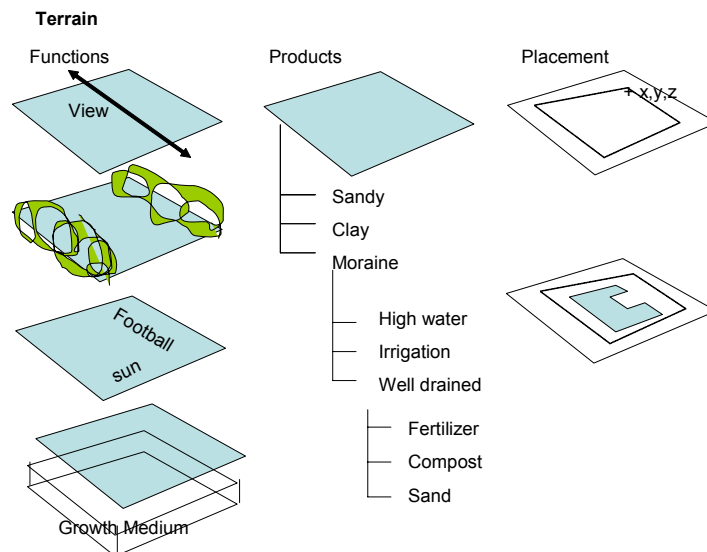 Terrain
Functions
View
Football
sun
Growth Medium
Products
Sandy
Clay
Moraine
High water
Irrigation
Well drained
Fertilizer
Compost
Sand
Placement
+ x,y,z